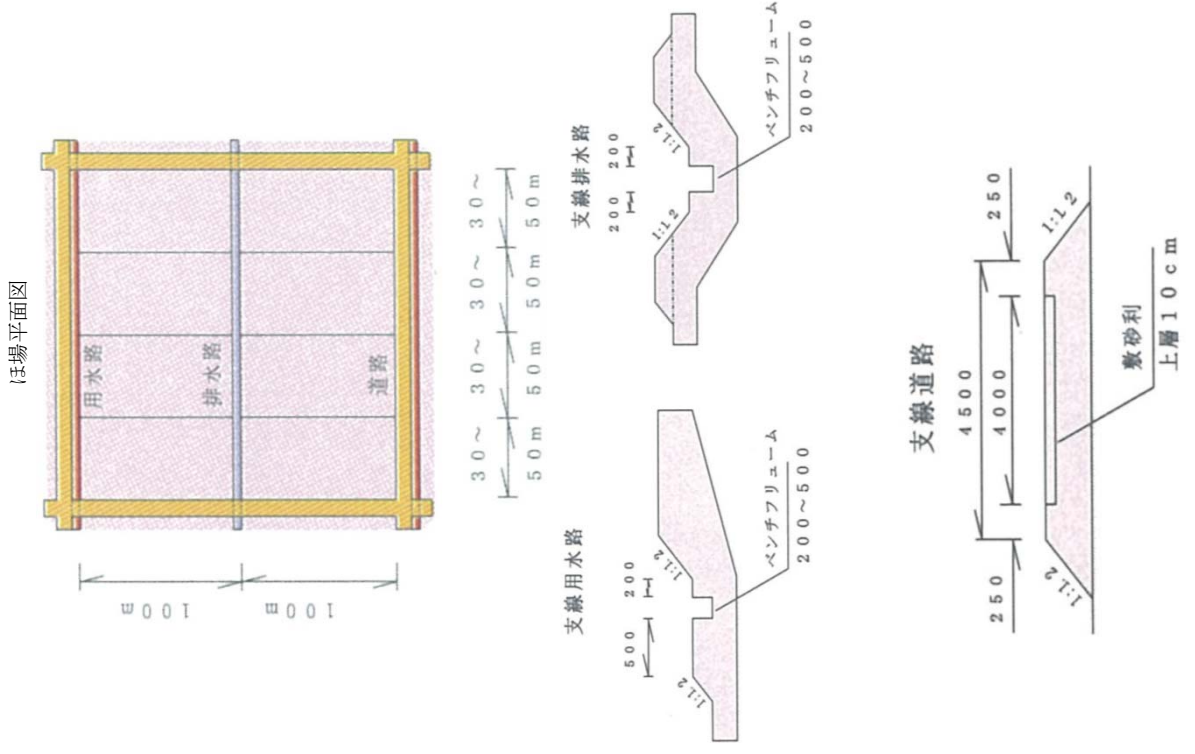 ほ場平面図
用水路
排水路
道路
100m
100m
30～
50m
30～
50m
30～
50m
30～
50m
支線用水路
500
200
1:1.2
1:1.2
ベンチフリューム
200～500
支線排水路
200
200
1:1.2
1:1.2
ベンチフリューム
200～500
支線道路
4500
4000
250
250
1:1.2
1:1.2
敷砂利
上層10cm